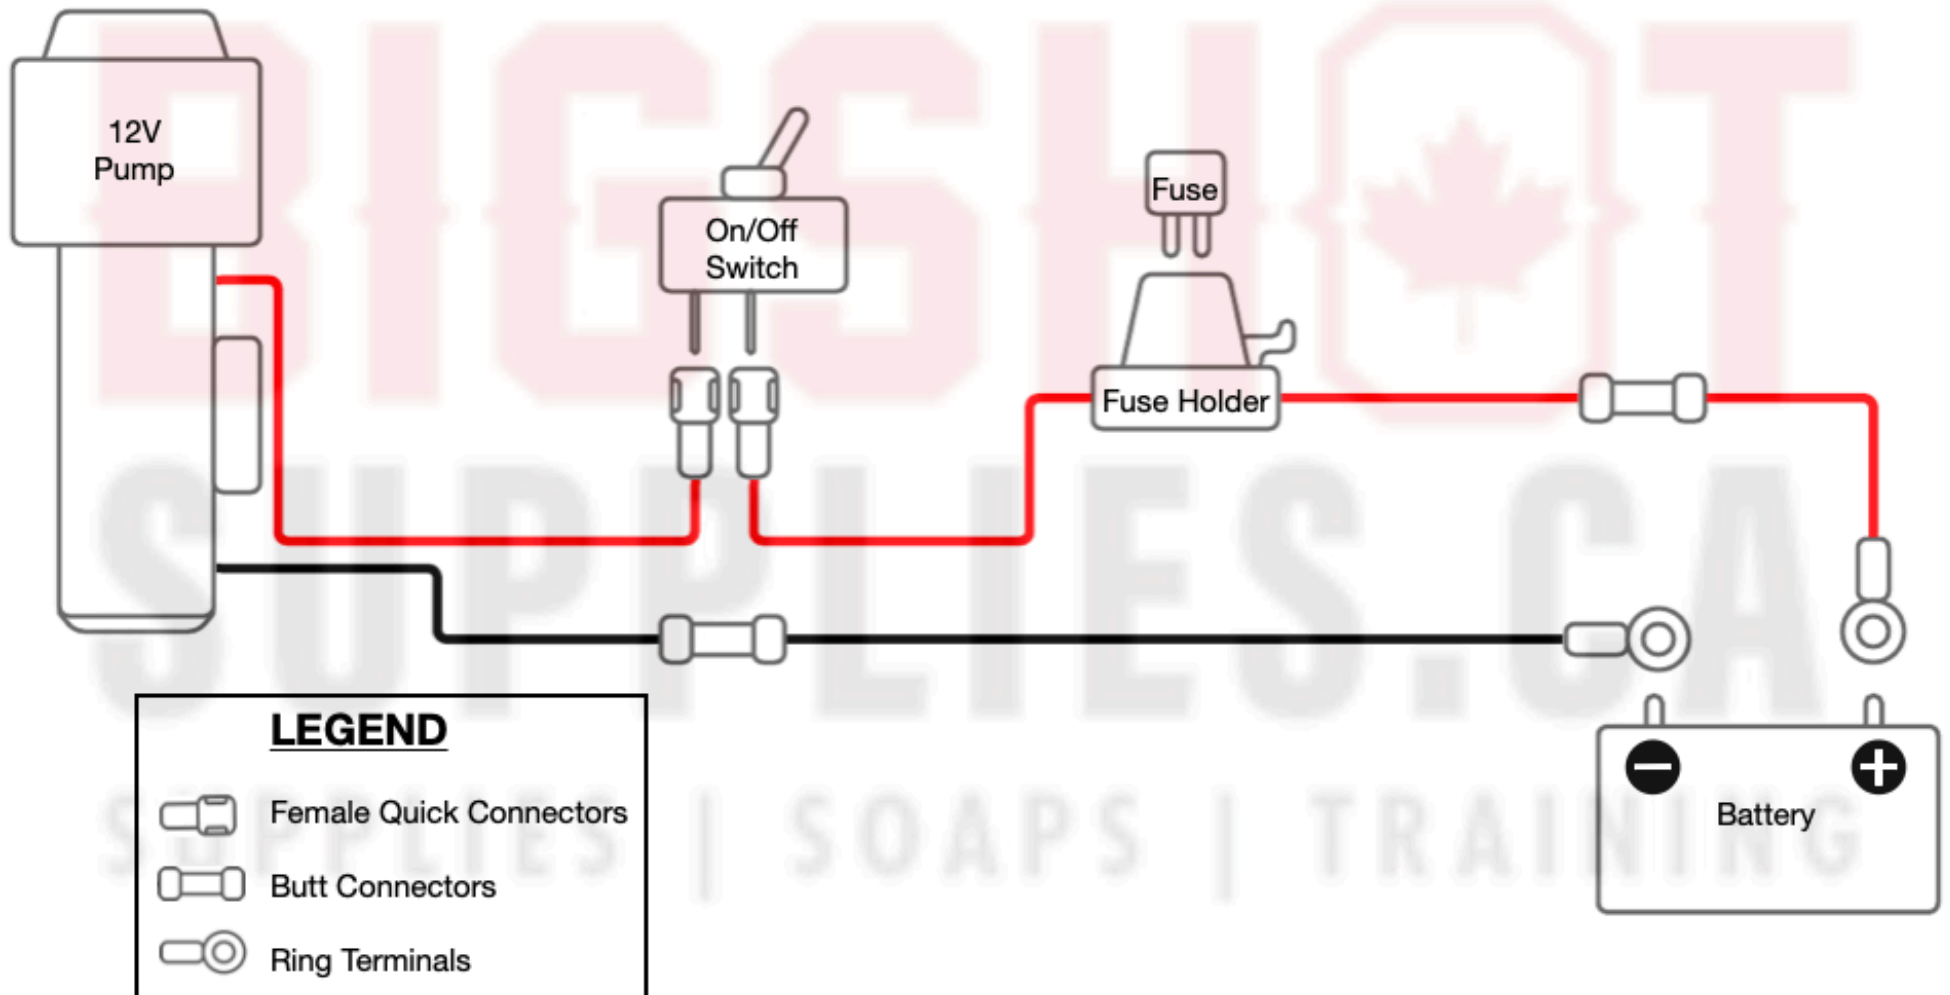 BIGSHOT
SUPPLIES.CA
SUPPLIES | SOAPS | TRAINING
12V
Pump
On/Off
Switch
Fuse
Fuse Holder
Battery
LEGEND
Female Quick Connectors
Butt Connectors
Ring Terminals